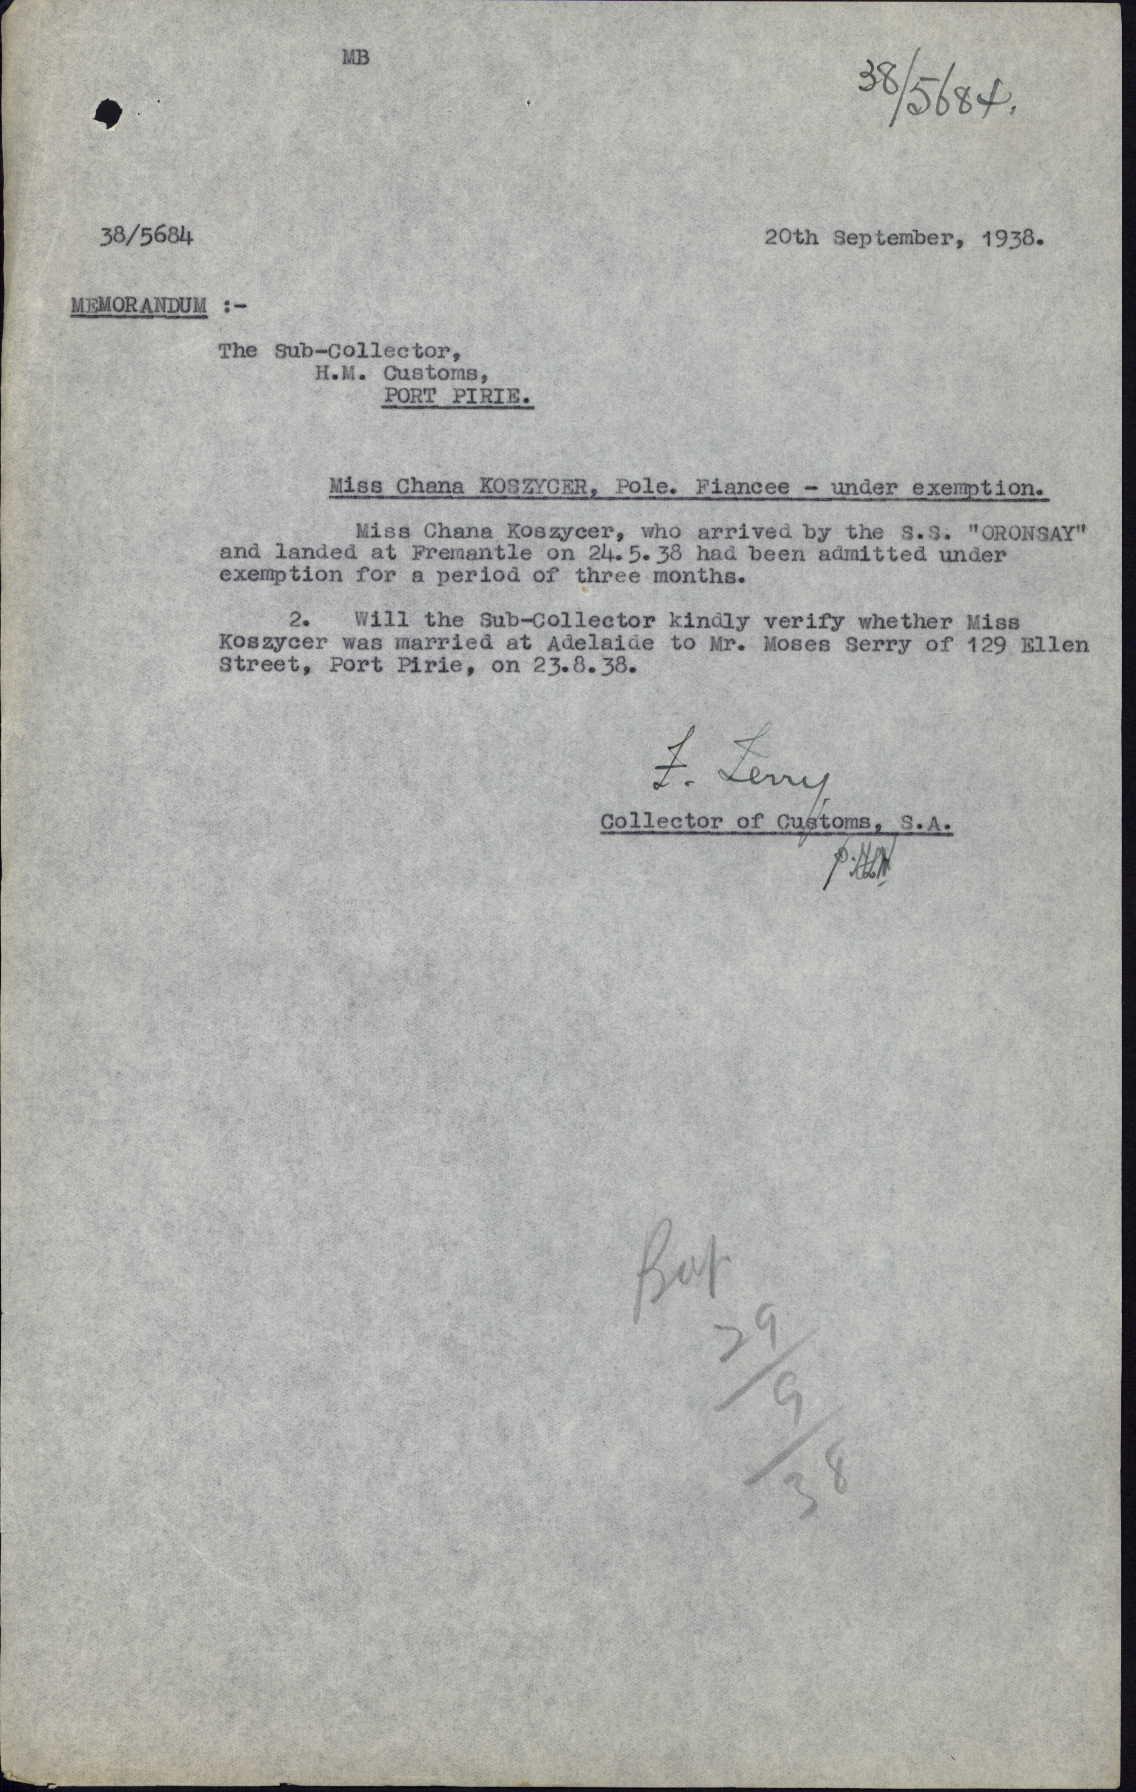 MB
38/5684.
38/5684
20th September, 1938.
MEMORANDUM :-
The Sub-Collector,
H.M. Customs,
PORT PIRIE.
Miss Chana KOSZYCER, Pole. Fiancee - under exemption.
Miss Chana Koszycer, who arrived by the S.S. "ORONSAY"
and landed at Fremantle on 24.5.38 had been admitted under
exemption for a period of three months.
2. Will the Sub-Collector kindly verify whether Miss
Koszycer was married at Adelaide to Mr. Moses Serry of 129 Ellen
Street, Port Pirie, on 23.8.38.
Collector of Customs, S.A.
29/9/38